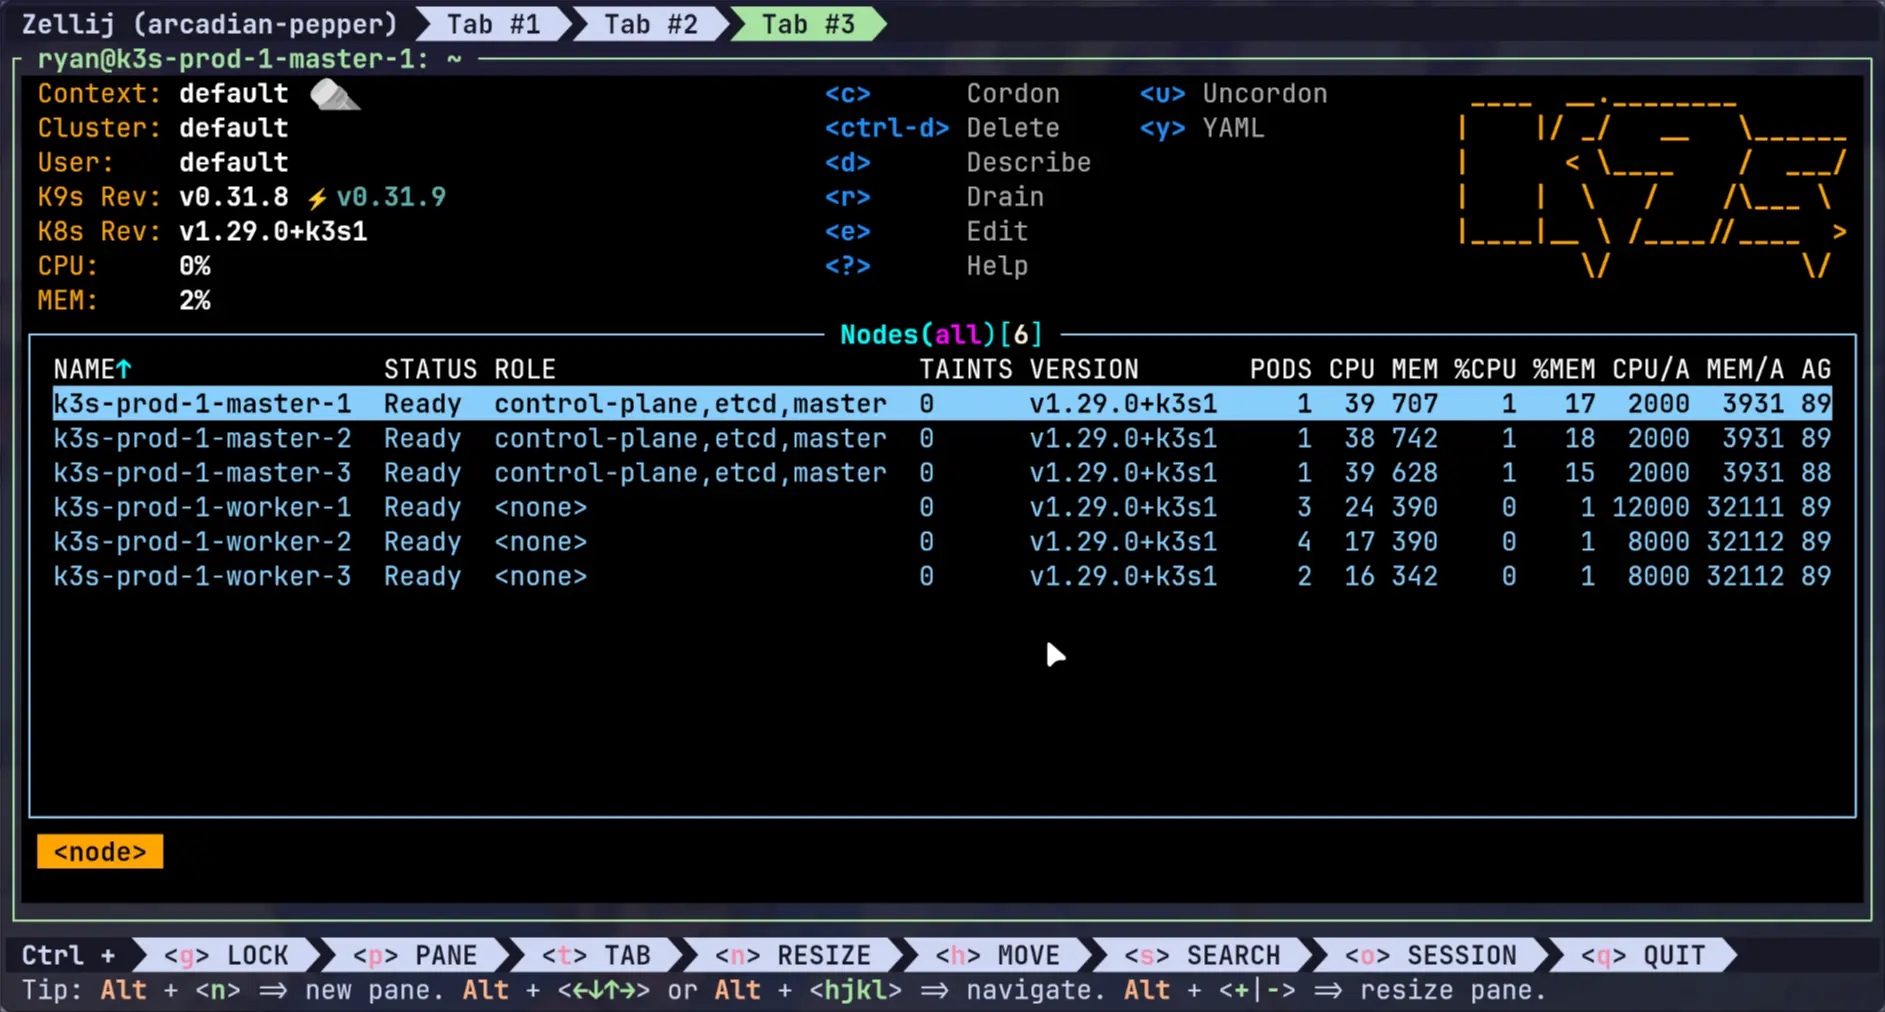 Zellij (arcadian-pepper) Tab #1 Tab #2 Tab #3
ryan@k3s-prod-1-master-1: ~
Context: default <c> Cordon <u> Uncordon
Cluster: default <ctrl-d> Delete <y> YAML
User: default <d> Describe
K9s Rev: v0.31.8 ⚡v0.31.9 <r> Drain
K8s Rev: v1.29.0+k3s1 <e> Edit
CPU: 0% <?> Help
MEM: 2%
Nodes(all)[6]
NAME↑ STATUS ROLE TAINTS VERSION PODS CPU MEM %CPU %MEM CPU/A MEM/A AG
k3s-prod-1-master-1 Ready control-plane,etcd,master 0 v1.29.0+k3s1 1 39 707 1 17 2000 3931 89
k3s-prod-1-master-2 Ready control-plane,etcd,master 0 v1.29.0+k3s1 1 38 742 1 18 2000 3931 89
k3s-prod-1-master-3 Ready control-plane,etcd,master 0 v1.29.0+k3s1 1 39 628 1 15 2000 3931 88
k3s-prod-1-worker-1 Ready <none> 0 v1.29.0+k3s1 3 24 390 0 1 12000 32111 89
k3s-prod-1-worker-2 Ready <none> 0 v1.29.0+k3s1 4 17 390 0 1 8000 32112 89
k3s-prod-1-worker-3 Ready <none> 0 v1.29.0+k3s1 2 16 342 0 1 8000 32112 89
<node>
Ctrl + <g> LOCK <p> PANE <t> TAB <n> RESIZE <h> MOVE <s> SEARCH <o> SESSION <q> QUIT
Tip: Alt + <n> => new pane. Alt + <←↓↑→> or Alt + <hjkl> => navigate. Alt + <+|-> => resize pane.